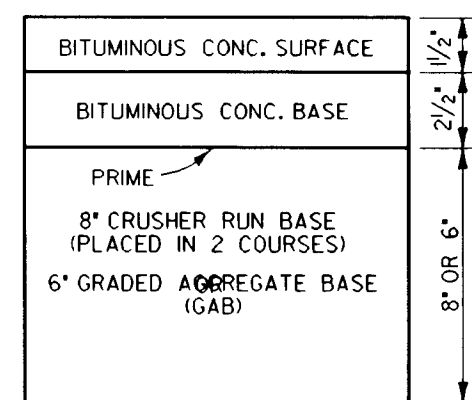 BITUMINOUS CONC. SURFACE
1½"
BITUMINOUS CONC. BASE
2½"
PRIME
8" CRUSHER RUN BASE
(PLACED IN 2 COURSES)
OR
6" GRADED AGGREGATE BASE
(GAB)
8" OR 6"